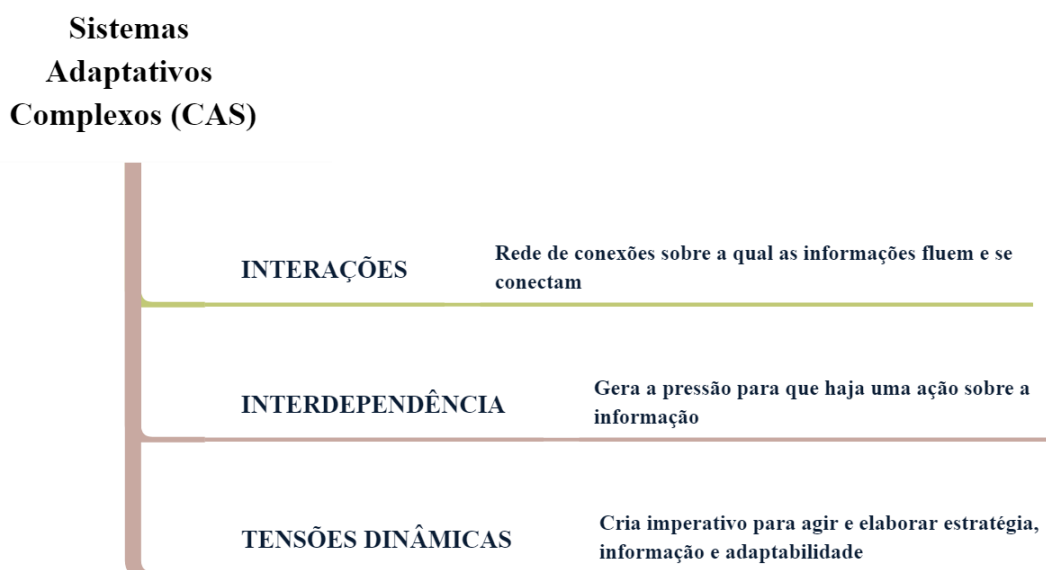 Sistemas
Adaptativos
Complexos (CAS)
INTERAÇÕES
Rede de conexões sobre a qual as informações fluem e se
conectam
INTERDEPENDÊNCIA
Gera a pressão para que haja uma ação sobre a
informação
TENSÕES DINÂMICAS
Cria imperativo para agir e elaborar estratégia,
informação e adaptabilidade